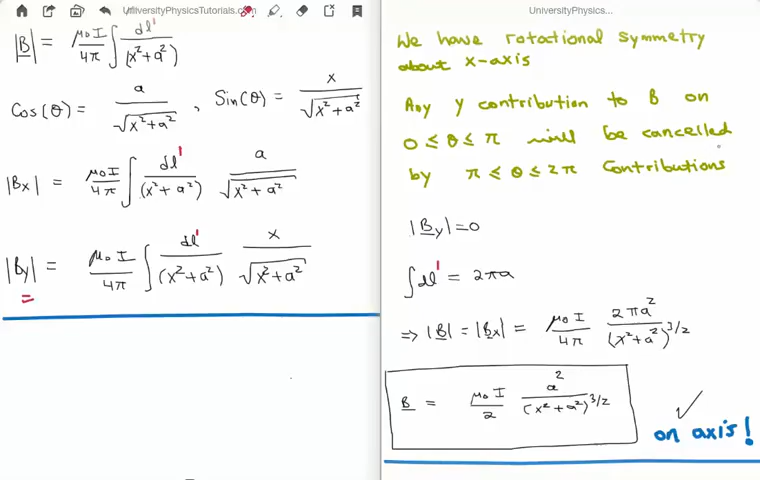 UniversityPhysicsTutorials.com
|B| = μ₀I/4π ∫ dl'/(x²+a²)
Cos(θ) = a/√(x²+a²) , Sin(θ) = x/√(x²+a²)
|Bx| = μ₀I/4π ∫ dl'/(x²+a²) a/√(x²+a²)
|By| = μ₀I/4π ∫ dl'/(x²+a²) x/√(x²+a²)
UniversityPhysics...
We have rotational symmetry
about x-axis
Any y contribution to B on
0 ≤ θ ≤ π will be cancelled
by π ≤ θ ≤ 2π contributions
|By| = 0
∫dl' = 2πa
⇒ |B| = |Bx| = μ₀I/4π 2πa²/(x²+a²)^3/2
B = μ₀I/2 a²/(x²+a²)^3/2
on axis!